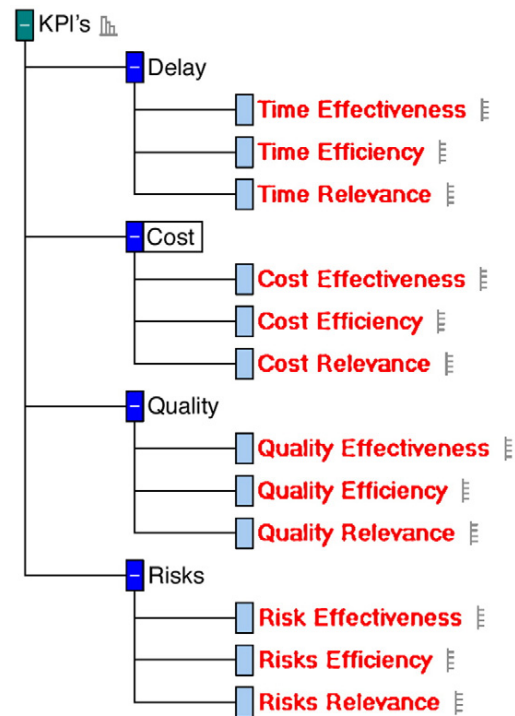 KPI's
Delay
Time Effectiveness
Time Efficiency
Time Relevance
Cost
Cost Effectiveness
Cost Efficiency
Cost Relevance
Quality
Quality Effectiveness
Quality Efficiency
Quality Relevance
Risks
Risk Effectiveness
Risks Efficiency
Risks Relevance